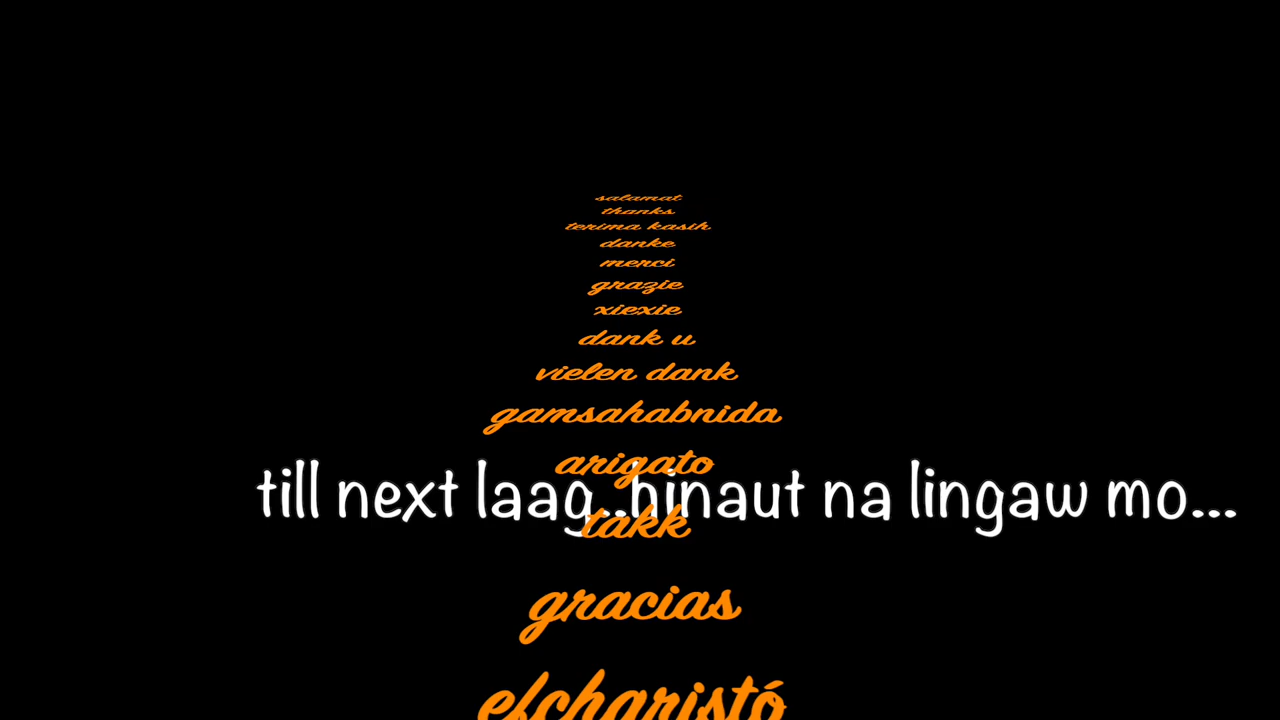 salamat
thanks
terima kasih
danke
merci
grazie
xiexie
dank u
vielen dank
gamsahabnida
arigato
till next laag..hinaut na lingaw mo...
takk
gracias
efcharistó